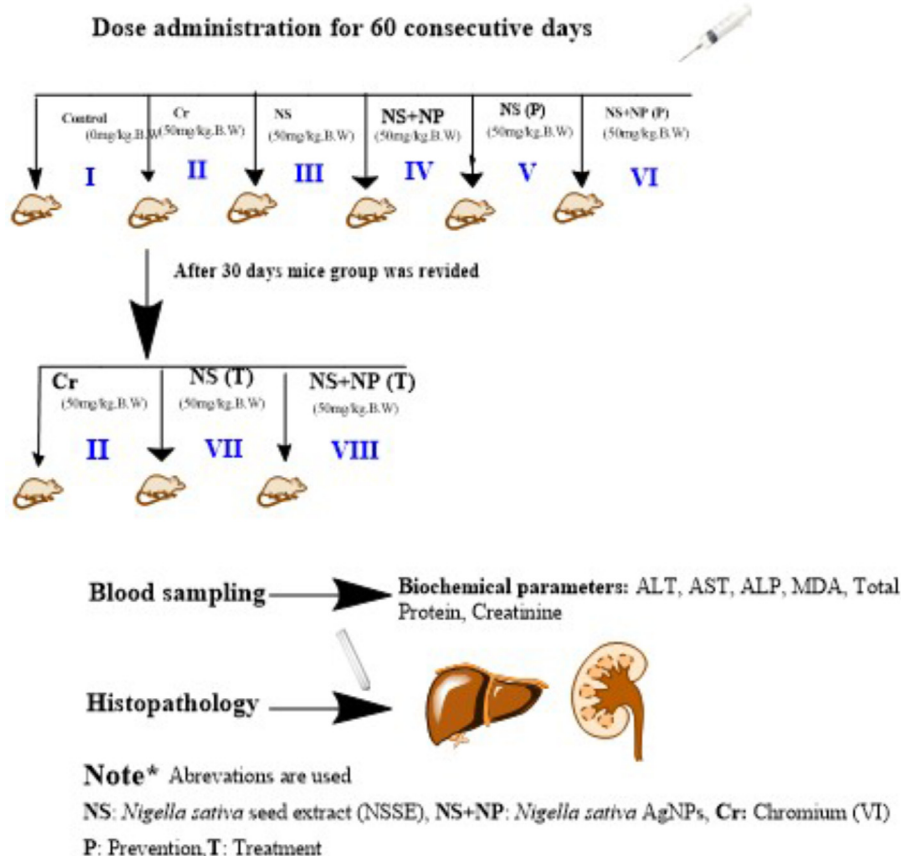 Dose administration for 60 consecutive days
Control
(0mg/kg.B.W
Cr
(50mg/kg.B.W)
NS
(50mg/kg.B.W)
NS+NP
(50mg/kg.B.W)
NS (P)
(50mg/kg.B.W)
NS+NP (P)
(50mg/kg.B.W)
I
II
III
IV
V
VI
After 30 days mice group was revided
Cr
(50mg/kg.B.W)
NS (T)
(50mg/kg.B.W)
NS+NP (T)
(50mg/kg.B.W)
II
VII
VIII
Blood sampling
Biochemical parameters: ALT, AST, ALP, MDA, Total
Protein, Creatinine
Histopathology
Note* Abrevations are used
NS: Nigella sativa seed extract (NSSE), NS+NP: Nigella sativa AgNPs, Cr: Chromium (VI)
P: Prevention,T: Treatment